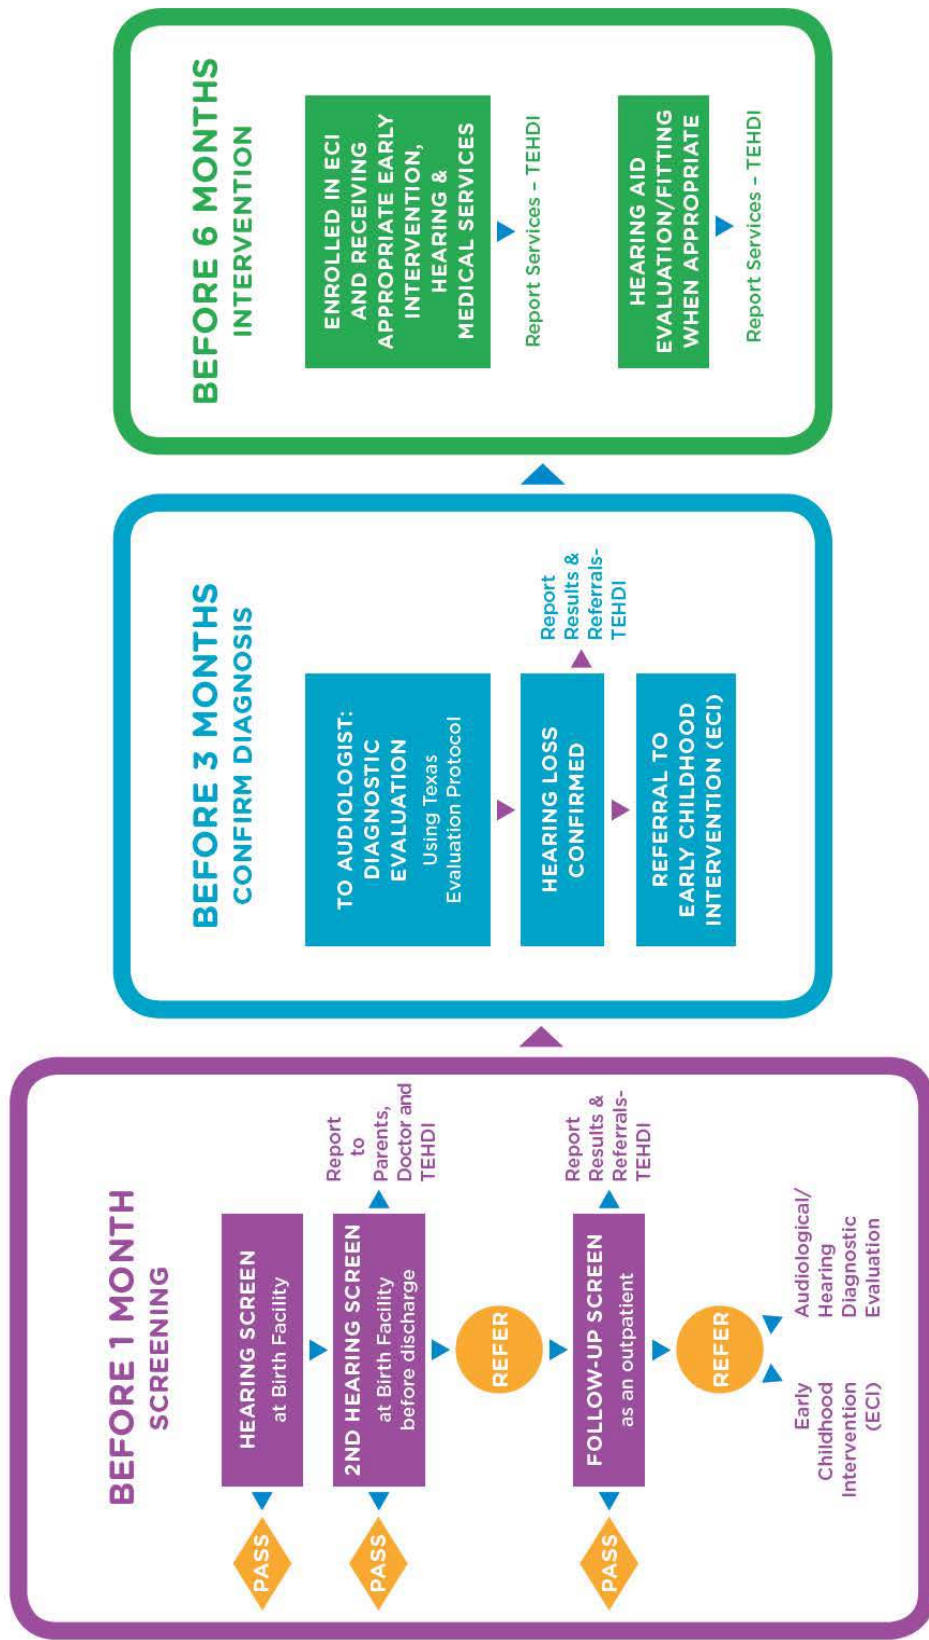 BEFORE 1 MONTH
SCREENING
HEARING SCREEN
at Birth Facility
PASS
2ND HEARING SCREEN
at Birth Facility
before discharge
PASS
Report
to
Parents,
Doctor and
TEHDI
REFER
FOLLOW-UP SCREEN
as an outpatient
PASS
Report
Results &
Referrals-
TEHDI
REFER
Early
Childhood
Intervention
(ECI)
Audiological/
Hearing
Diagnostic
Evaluation
BEFORE 3 MONTHS
CONFIRM DIAGNOSIS
TO AUDIOLOGIST:
DIAGNOSTIC
EVALUATION
Using Texas
Evaluation Protocol
HEARING LOSS
CONFIRMED
Report
Results &
Referrals-
TEHDI
REFERRAL TO
EARLY CHILDHOOD
INTERVENTION (ECI)
BEFORE 6 MONTHS
INTERVENTION
ENROLLED IN ECI
AND RECEIVING
APPROPRIATE EARLY
INTERVENTION,
HEARING &
MEDICAL SERVICES
Report Services – TEHDI
HEARING AID
EVALUATION/FITTING
WHEN APPROPRIATE
Report Services – TEHDI